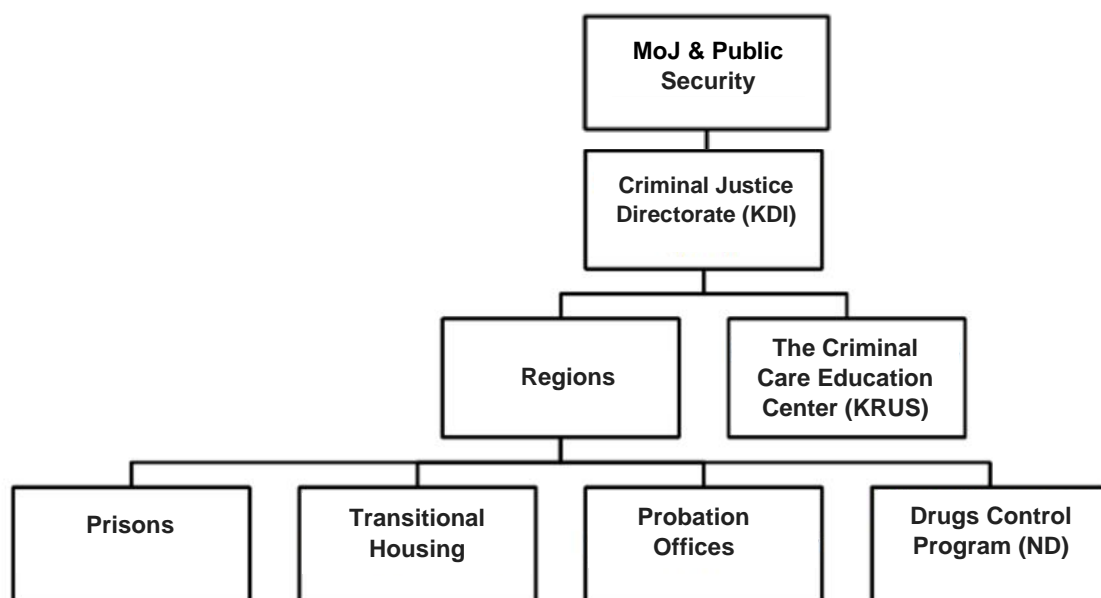 MoJ & Public
Security
Criminal Justice
Directorate (KDI)
Regions
The Criminal
Care Education
Center (KRUS)
Prisons
Transitional
Housing
Probation
Offices
Drugs Control
Program (ND)